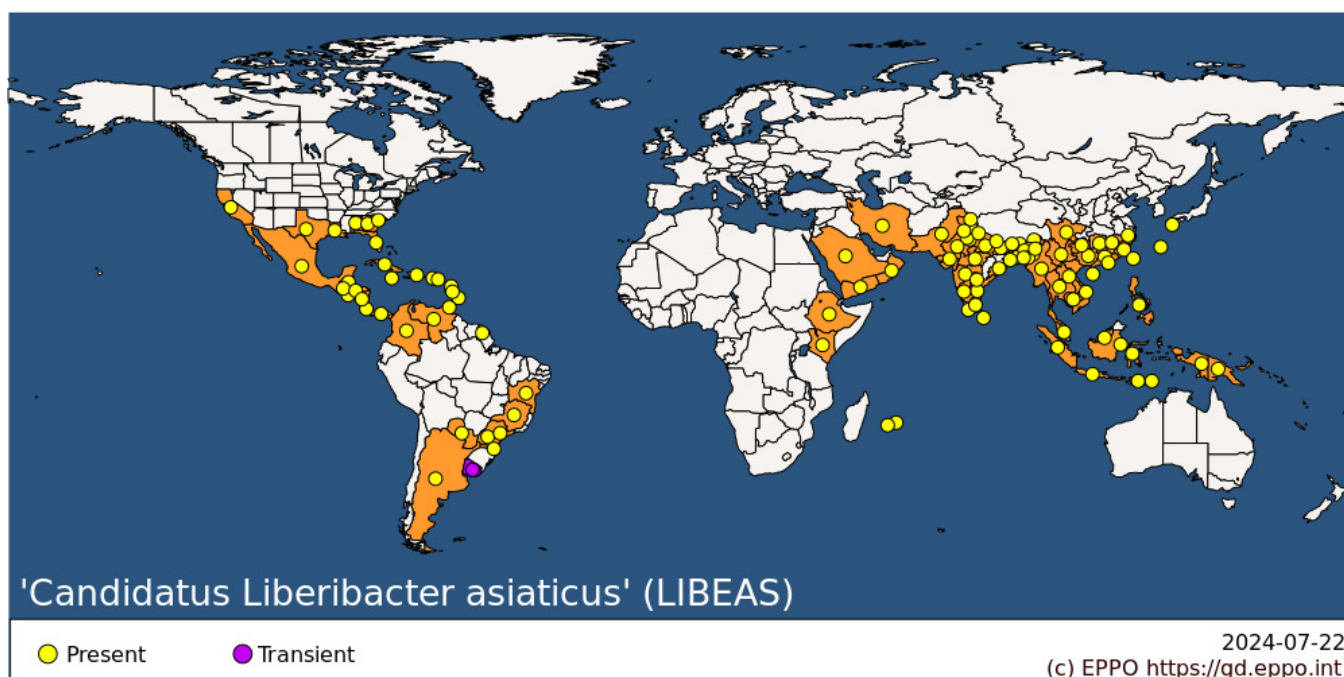 'Candidatus Liberibacter asiaticus' (LIBEAS)
Present
Transient
2024-07-22
(c) EPPO https://gd.eppo.int